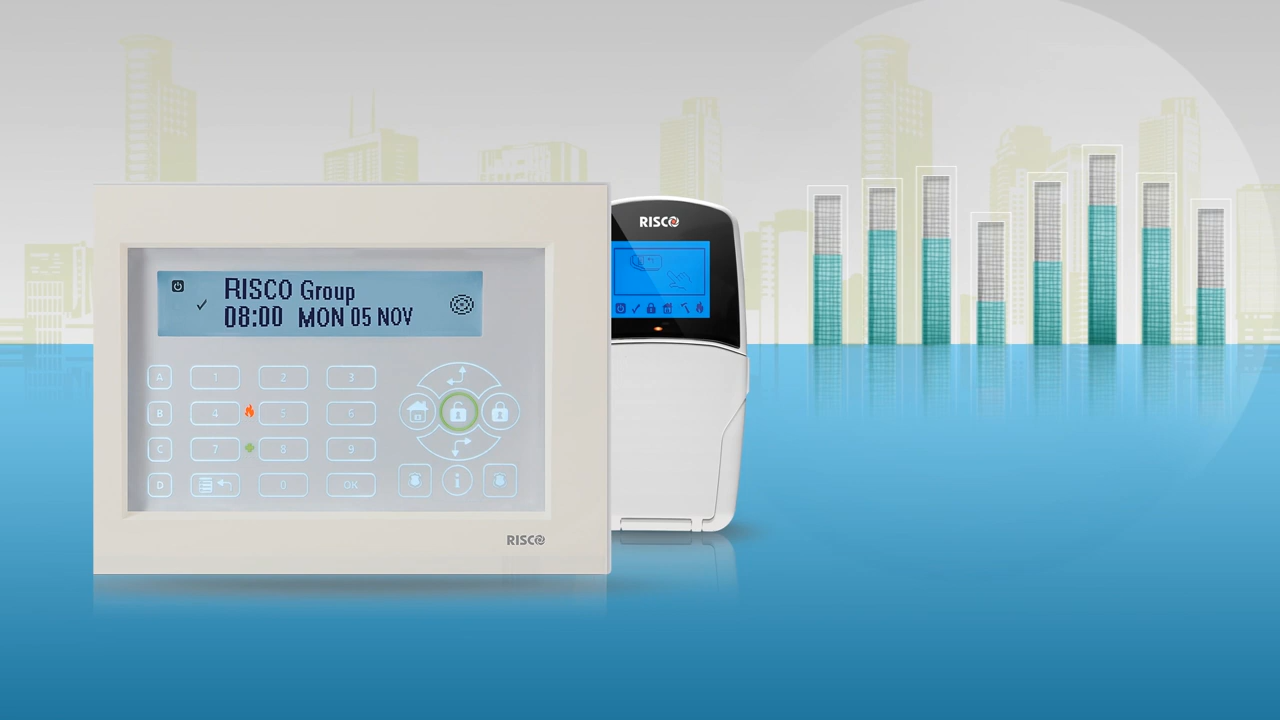 RISCO
RISCO Group
08:00 MON 05 NOV
A 1 2 3
B 4 5 6
C 7 8 9
D 0 OK
i
RISCO